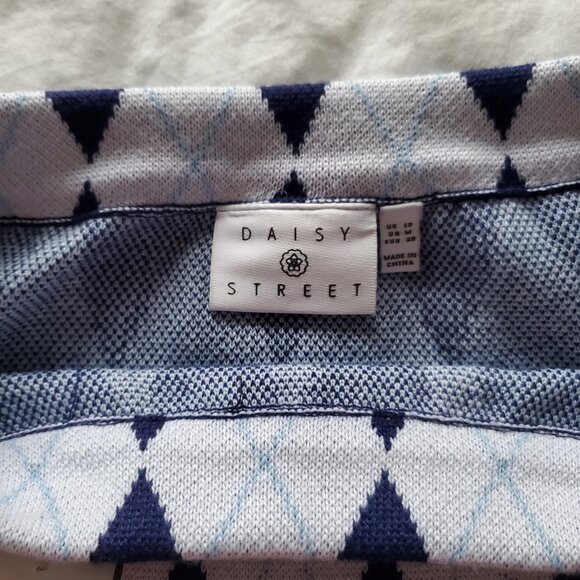 DAISY
STREET
UK 10
US M
EUR 38
MADE IN
CHINA